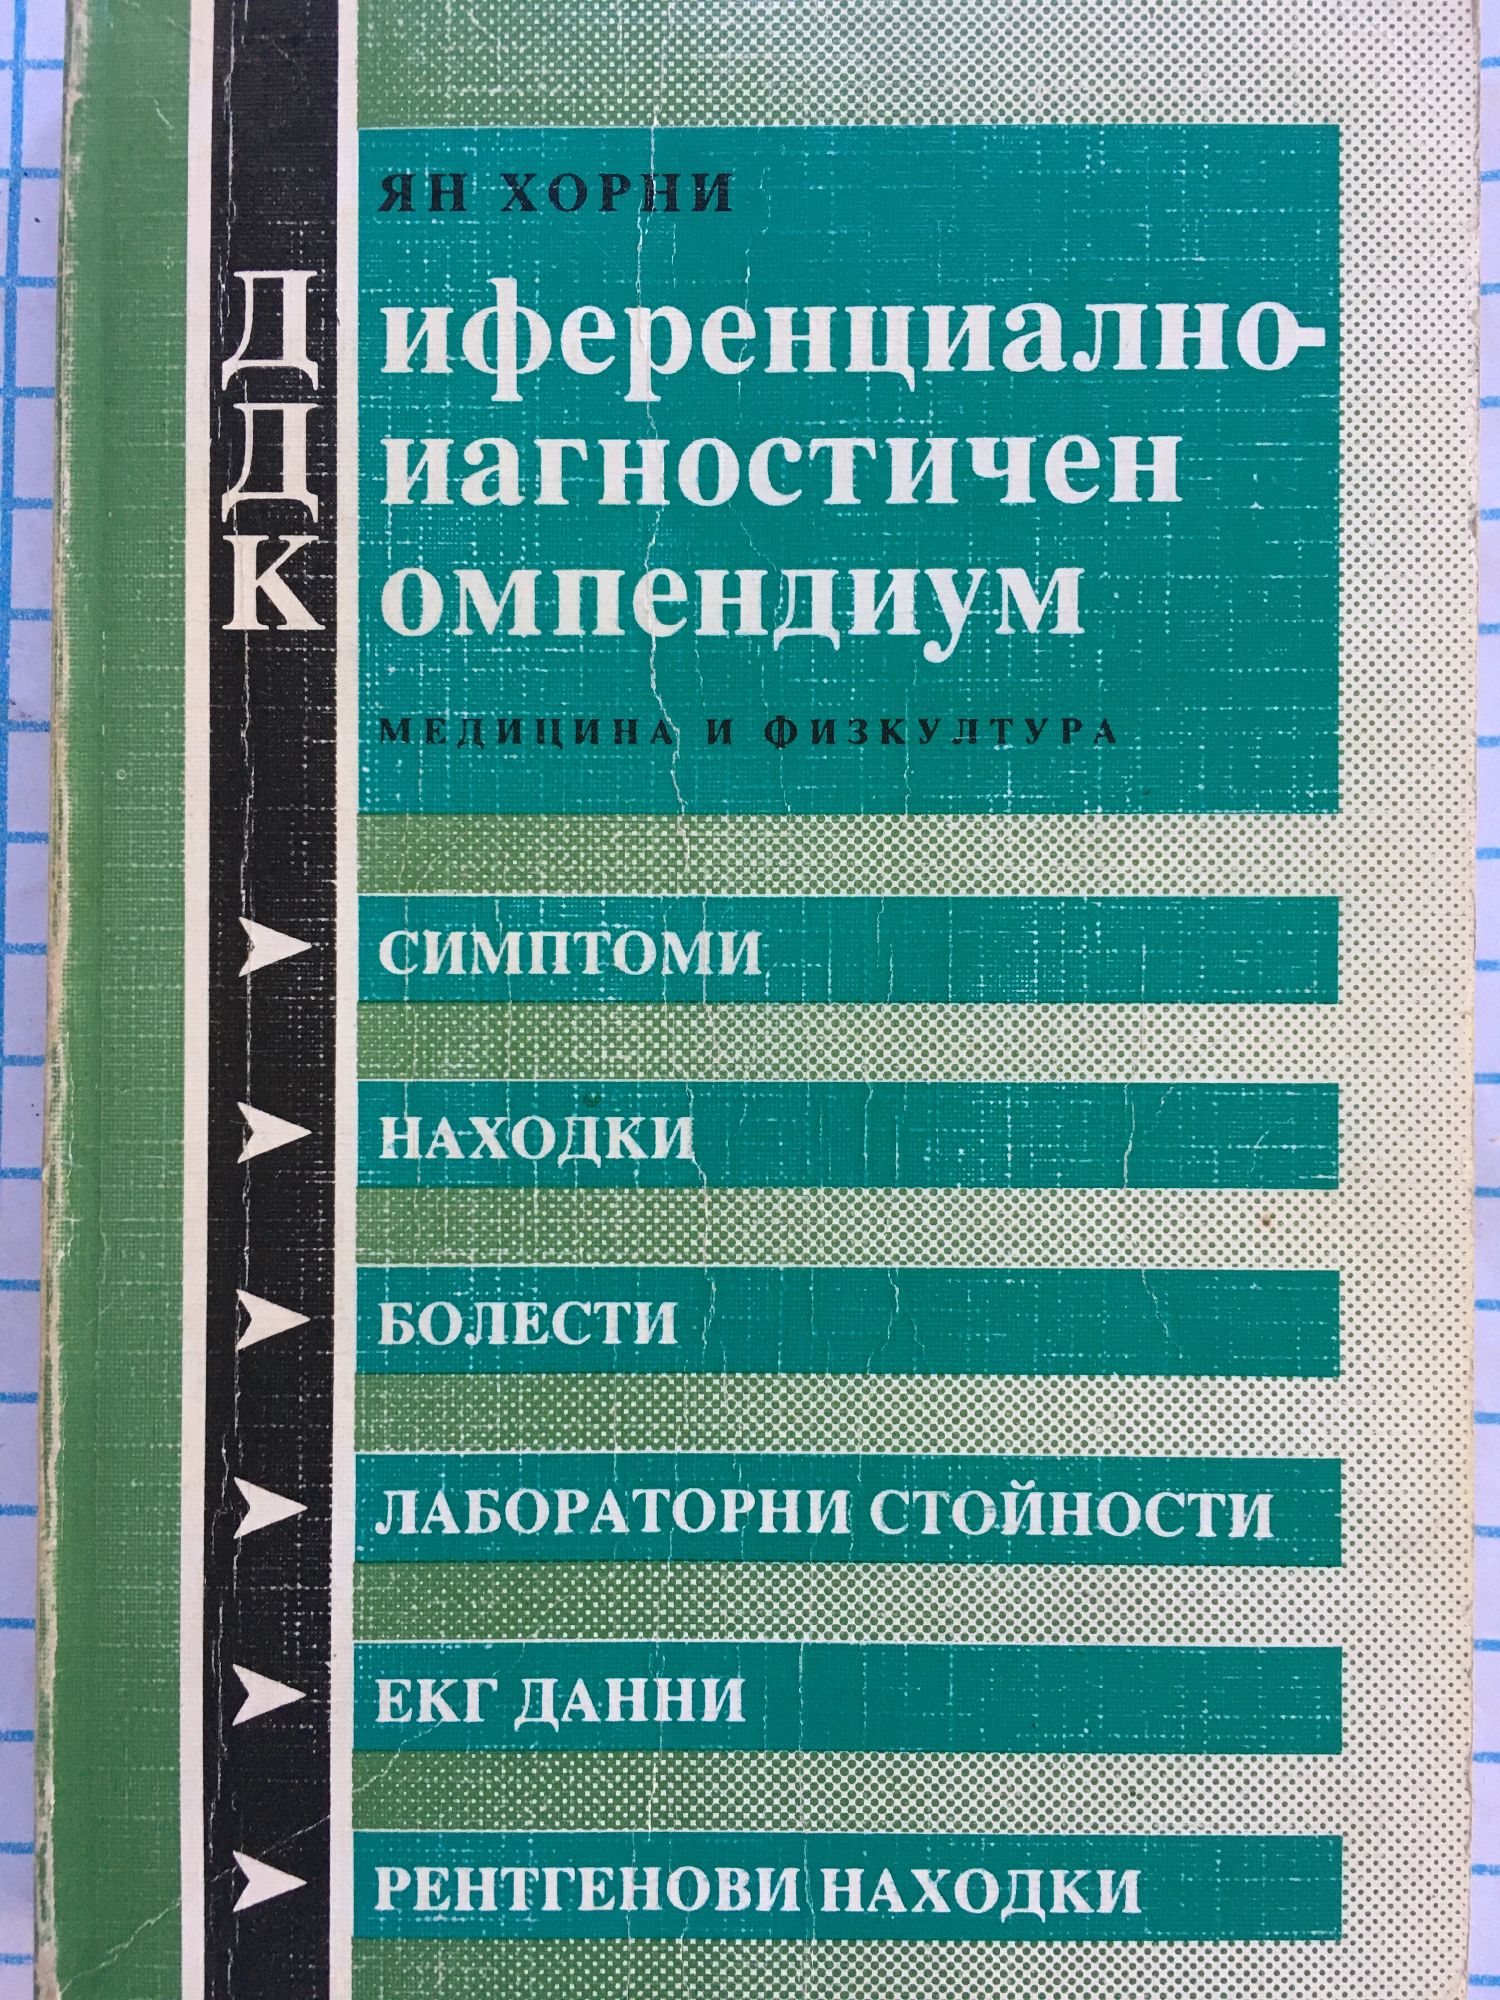 ЯН ХОРНИ
Диференциално-
Диагностичен
Компендиум
МЕДИЦИНА И ФИЗКУЛТУРА
СИМПТОМИ
НАХОДКИ
БОЛЕСТИ
ЛАБОРАТОРНИ СТОЙНОСТИ
ЕКГ ДАННИ
РЕНТГЕНОВИ НАХОДКИ